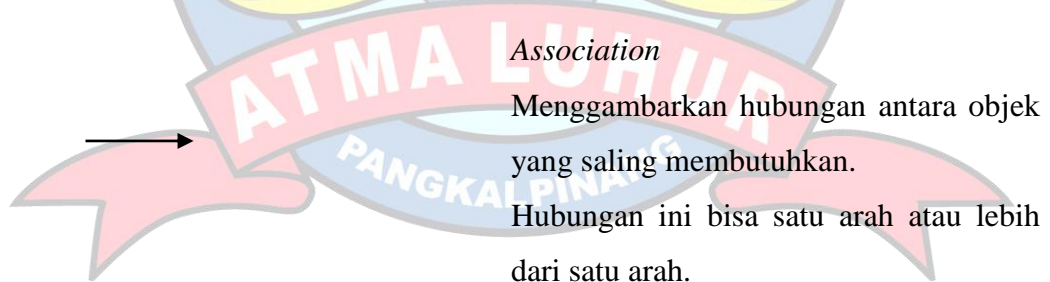 Association
ATMA LUHUR
Menggambarkan hubungan antara objek
yang saling membutuhkan.
PANGKALPINANG
Hubungan ini bisa satu arah atau lebih
dari satu arah.